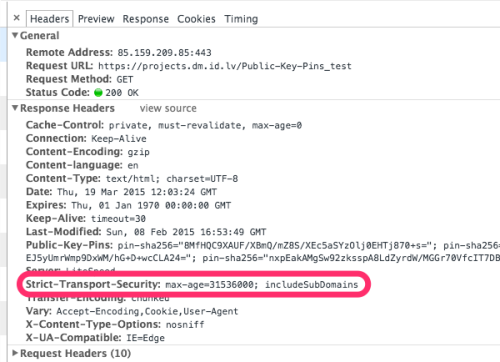 × Headers Preview Response Cookies Timing
▼General
Remote Address: 85.159.209.85:443
Request URL: https://projects.dm.id.lv/Public-Key-Pins_test
Request Method: GET
Status Code: 200 OK
▼Response Headers view source
Cache-Control: private, must-revalidate, max-age=0
Connection: Keep-Alive
Content-Encoding: gzip
Content-language: en
Content-Type: text/html; charset=UTF-8
Date: Thu, 19 Mar 2015 12:03:24 GMT
Expires: Thu, 01 Jan 1970 00:00:00 GMT
Keep-Alive: timeout=30
Last-Modified: Sun, 08 Feb 2015 16:53:49 GMT
Public-Key-Pins: pin-sha256="8MfHQC9XAUF/XBmQ/mZ8S/XEc5aSYzOlj0EHTj870+s="; pin-sha256=
EJ5yUmrWmp9DxWM/hG+D+wcCLA24="; pin-sha256="nxpEakAMgSw92zksspA8LdZyrdW/MGGr70VfcIT7DB
Server: LiteSpeed
Strict-Transport-Security: max-age=31536000; includeSubDomains
Transfer-Encoding: chunked
Vary: Accept-Encoding,Cookie,User-Agent
X-Content-Type-Options: nosniff
X-UA-Compatible: IE=Edge
▶Request Headers (10)